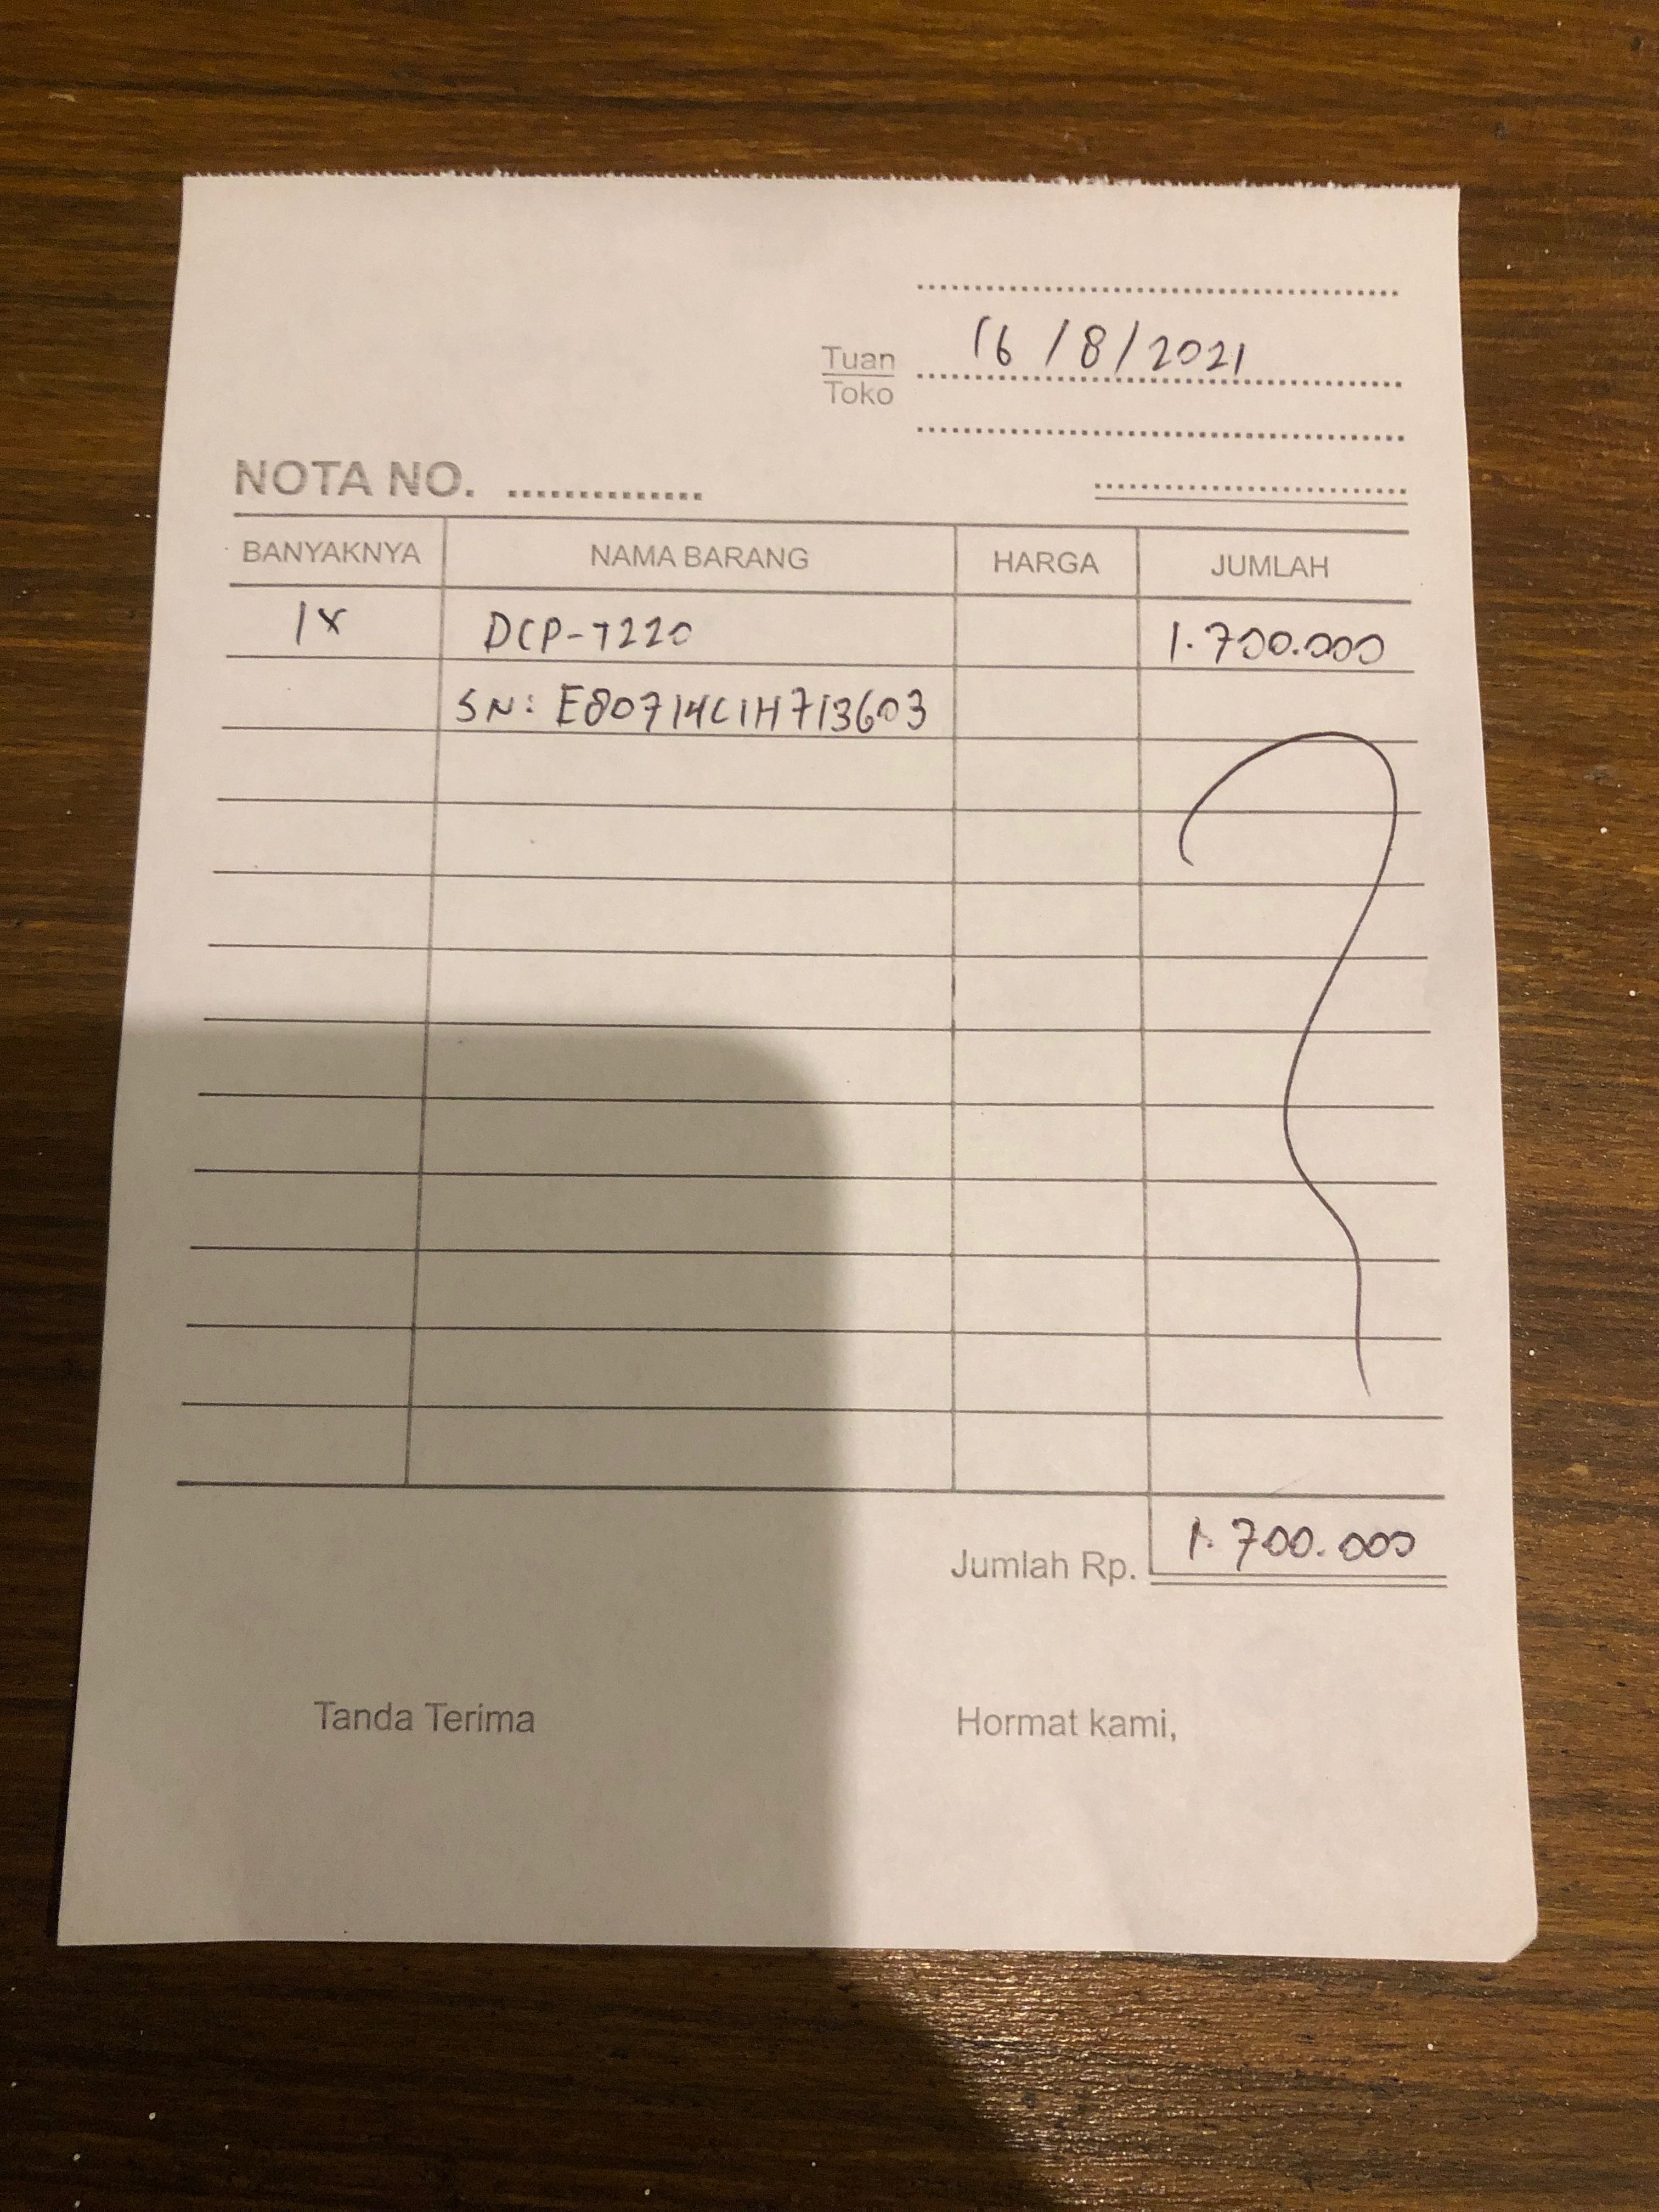 16/8/2021
Tuan
Toko
NOTA NO. ..............
BANYAKNYA NAMA BARANG HARGA JUMLAH
1x DCP-T220 1.700.000
SN: E80714C1H713603
Jumlah Rp. 1.700.000
Tanda Terima Hormat kami,